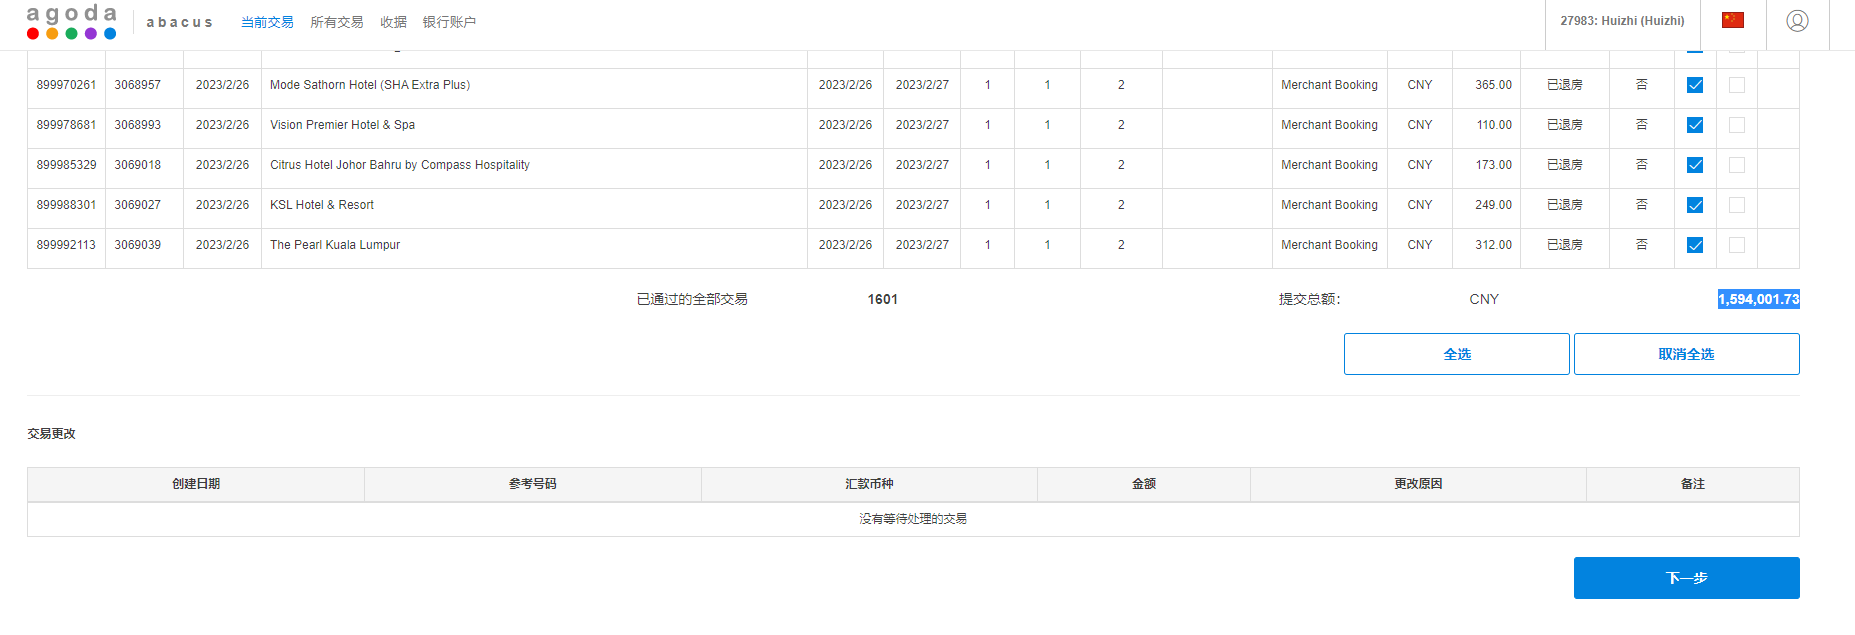 agoda
abacus 当前交易 所有交易 收据 银行账户 27983: Huizhi (Huizhi)
899970261 3068957 2023/2/26 Mode Sathorn Hotel (SHA Extra Plus) 2023/2/26 2023/2/27 1 1 2 Merchant Booking CNY 365.00 已退房 否
899978681 3068993 2023/2/26 Vision Premier Hotel & Spa 2023/2/26 2023/2/27 1 1 2 Merchant Booking CNY 110.00 已退房 否
899985329 3069018 2023/2/26 Citrus Hotel Johor Bahru by Compass Hospitality 2023/2/26 2023/2/27 1 1 2 Merchant Booking CNY 173.00 已退房 否
899988301 3069027 2023/2/26 KSL Hotel & Resort 2023/2/26 2023/2/27 1 1 2 Merchant Booking CNY 249.00 已退房 否
899992113 3069039 2023/2/26 The Pearl Kuala Lumpur 2023/2/26 2023/2/27 1 1 2 Merchant Booking CNY 312.00 已退房 否
已通过的全部交易 1601 提交总额： CNY 1,594,001.73
全选 取消全选
交易更改
创建日期 参考号码 汇款币种 金额 更改原因 备注
没有等待处理的交易
下一步